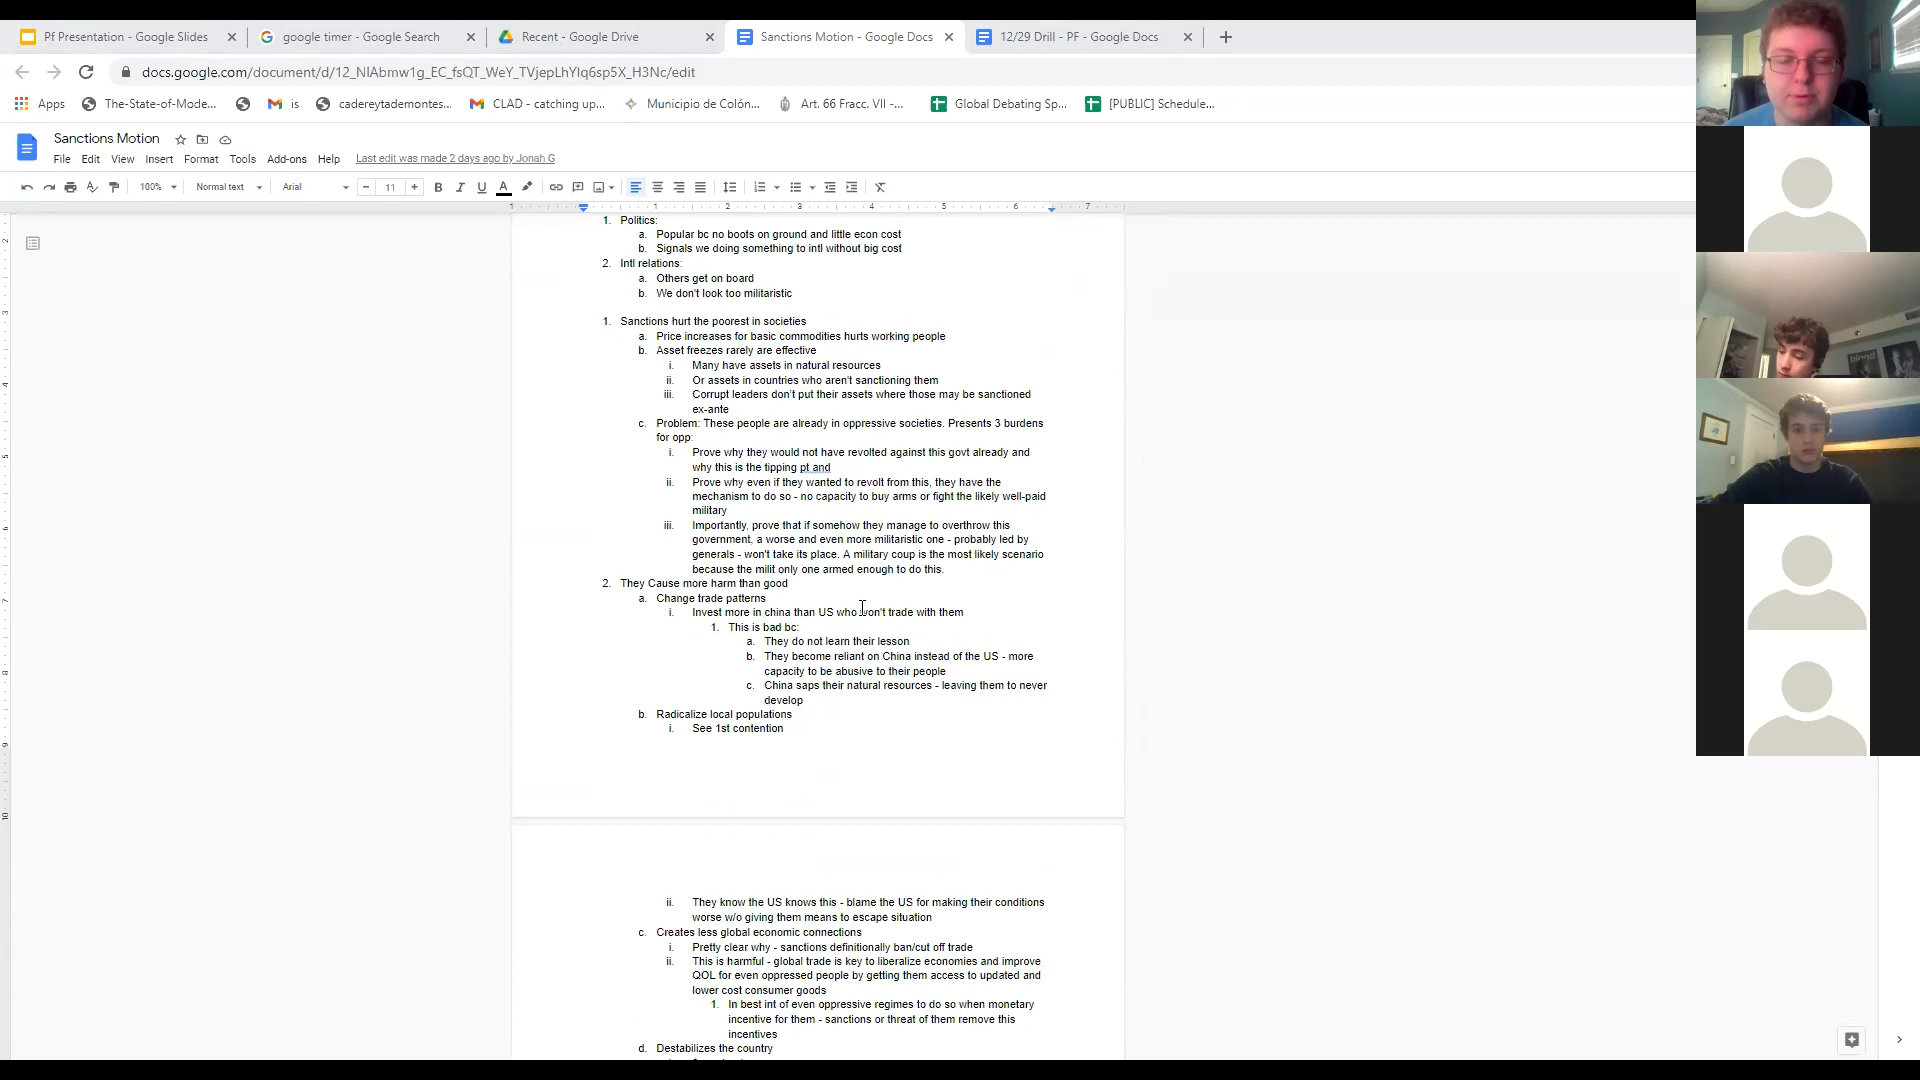 Pf Presentation - Google Slides
google timer - Google Search
Recent - Google Drive
Sanctions Motion - Google Docs
12/29 Drill - PF - Google Docs
docs.google.com/document/d/12_NIAbmw1g_EC_fsQT_WeY_TVjepLhYIq6sp5X_H3Nc/edit
Apps
The-State-of-Mode...
is
cadereytademontes...
CLAD - catching up...
Municipio de Colón...
Art. 66 Fracc. VII -...
Global Debating Sp...
[PUBLIC] Schedule...
Sanctions Motion
File Edit View Insert Format Tools Add-ons Help Last edit was made 2 days ago by Jonah G
100% Normal text Arial 11
1 1 2 3 4 5 6 7
1. Politics:
a. Popular bc no boots on ground and little econ cost
b. Signals we doing something to intl without big cost
2. Intl relations:
a. Others get on board
b. We don't look too militaristic
1. Sanctions hurt the poorest in societies
a. Price increases for basic commodities hurts working people
b. Asset freezes rarely are effective
i. Many have assets in natural resources
ii. Or assets in countries who aren't sanctioning them
iii. Corrupt leaders don't put their assets where those may be sanctioned
ex-ante
c. Problem: These people are already in oppressive societies. Presents 3 burdens
for opp:
i. Prove why they would not have revolted against this govt already and
why this is the tipping pt and
ii. Prove why even if they wanted to revolt from this, they have the
mechanism to do so - no capacity to buy arms or fight the likely well-paid
military
iii. Importantly, prove that if somehow they manage to overthrow this
government, a worse and even more militaristic one - probably led by
generals - won't take its place. A military coup is the most likely scenario
because the milit only one armed enough to do this.
2. They Cause more harm than good
a. Change trade patterns
i. Invest more in china than US who won't trade with them
1. This is bad bc:
a. They do not learn their lesson
b. They become reliant on China instead of the US - more
capacity to be abusive to their people
c. China saps their natural resources - leaving them to never
develop
b. Radicalize local populations
i. See 1st contention
ii. They know the US knows this - blame the US for making their conditions
worse w/o giving them means to escape situation
c. Creates less global economic connections
i. Pretty clear why - sanctions definitionally ban/cut off trade
ii. This is harmful - global trade is key to liberalize economies and improve
QOL for even oppressed people by getting them access to updated and
lower cost consumer goods
1. In best int of even oppressive regimes to do so when monetary
incentive for them - sanctions or threat of them remove this
incentives
d. Destabilizes the country